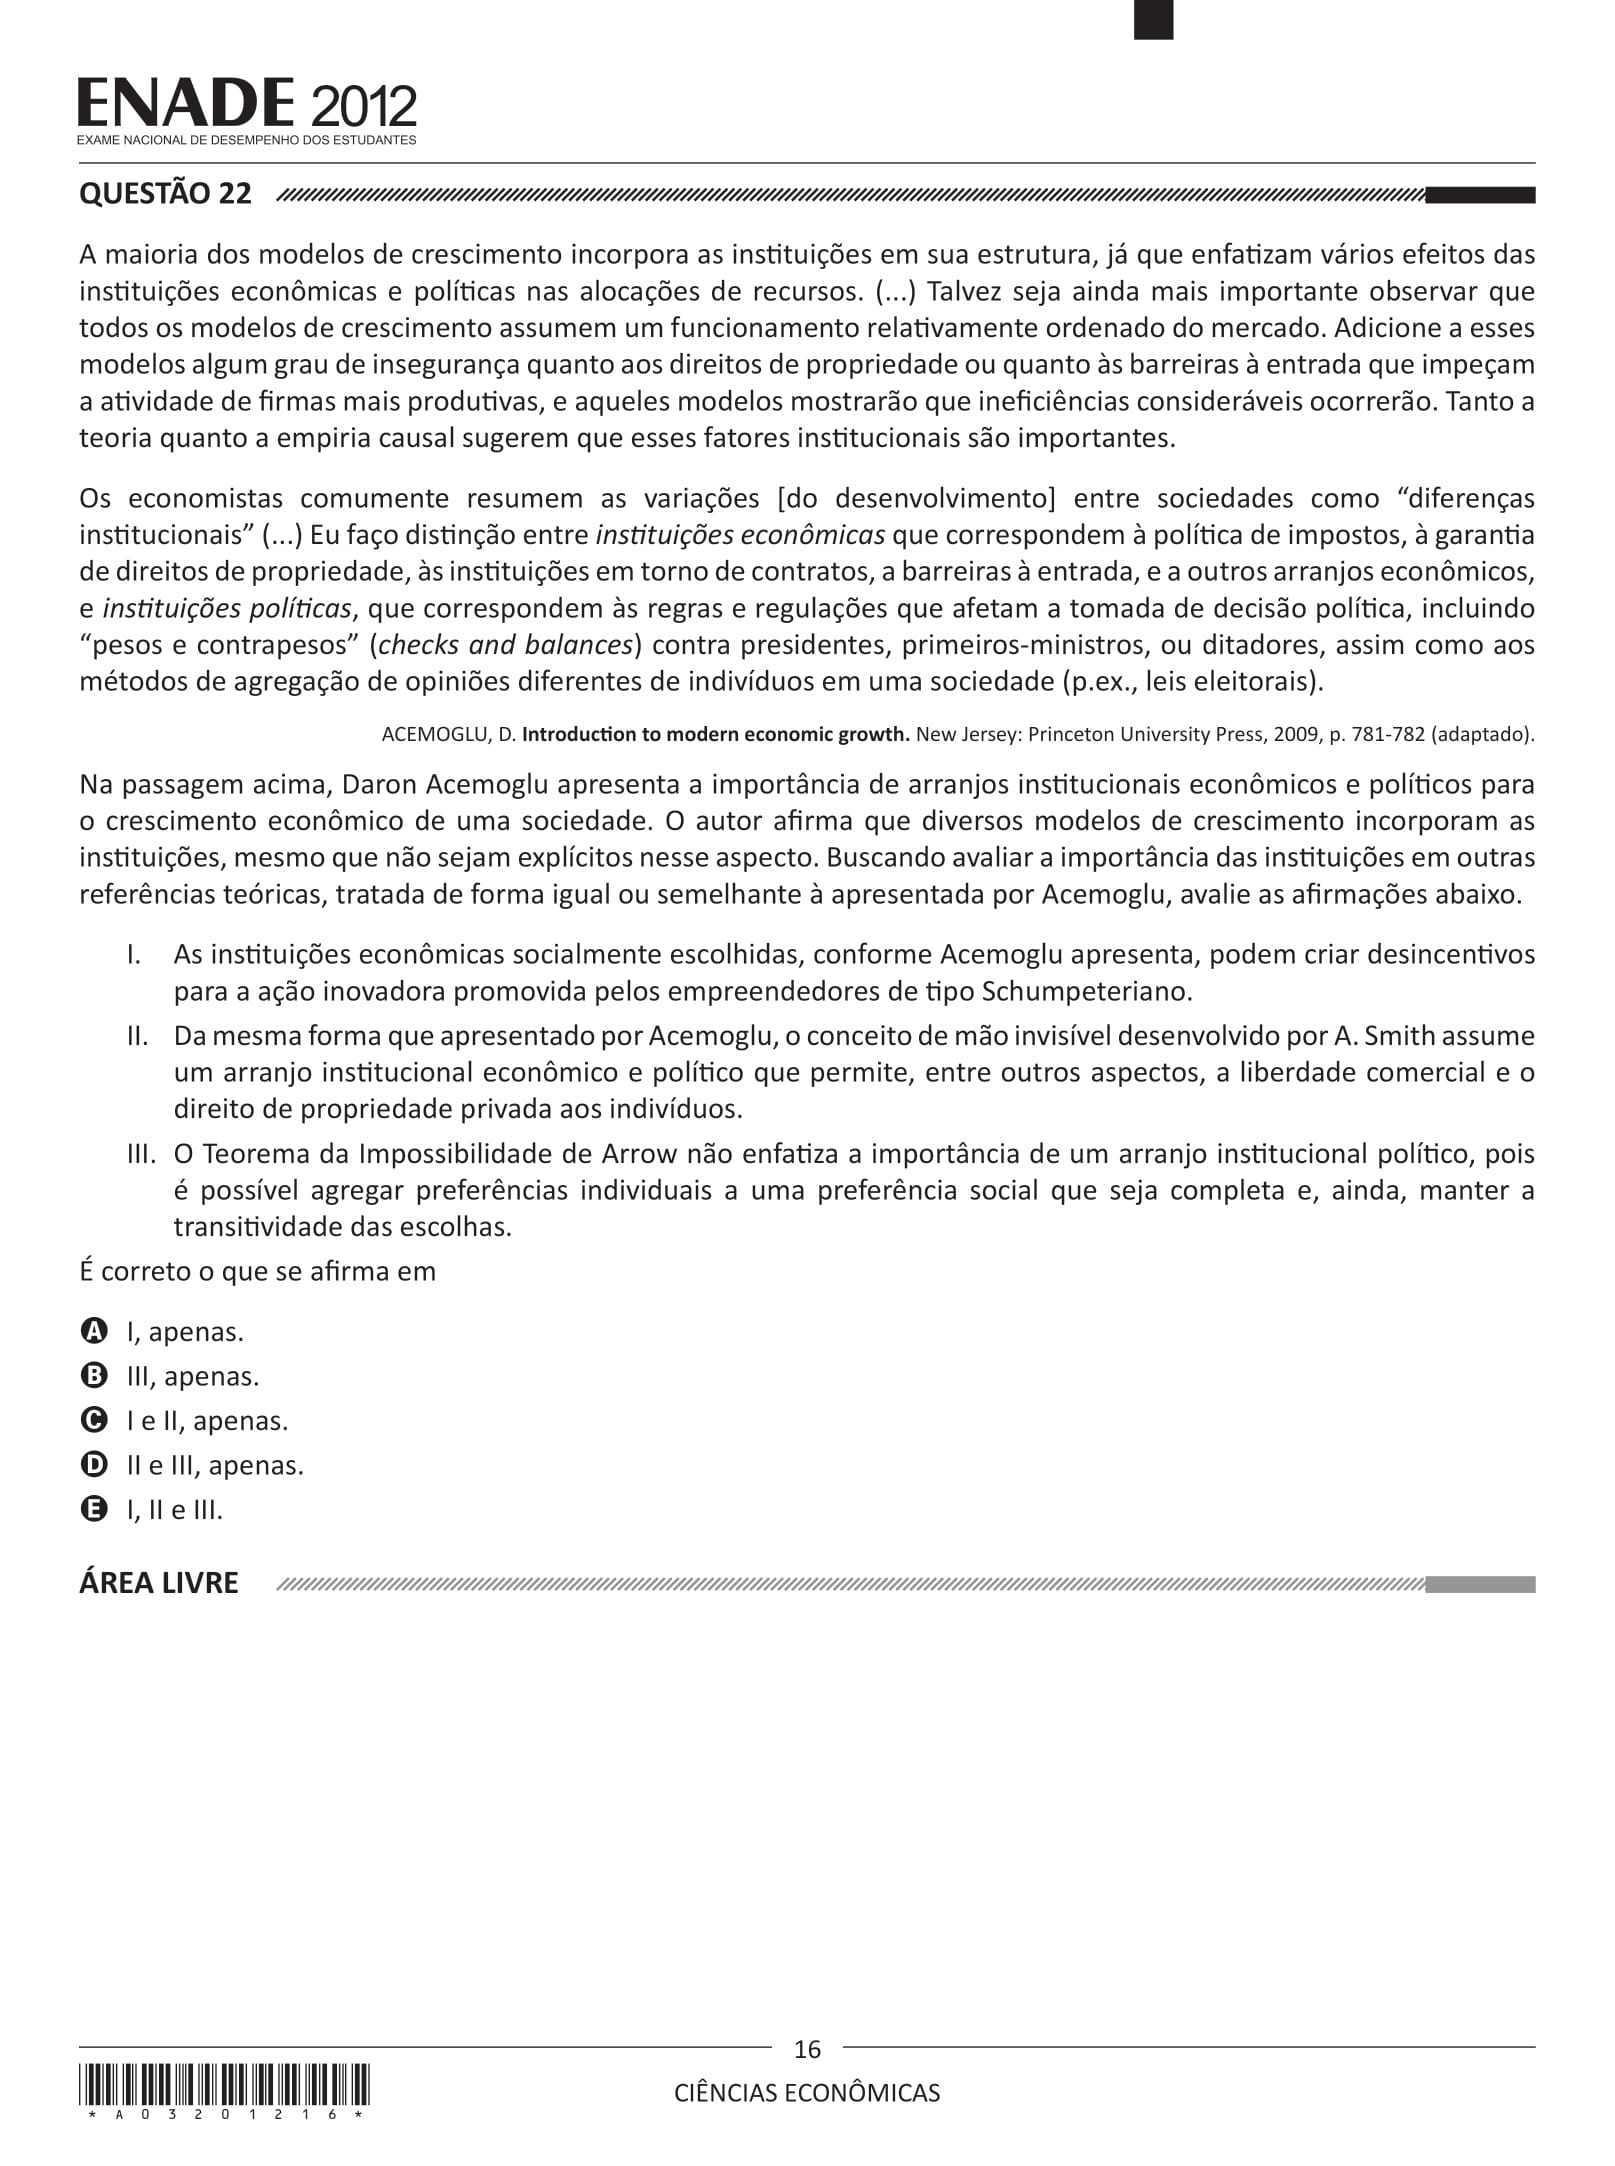 ENADE 2012
EXAME NACIONAL DE DESEMPENHO DOS ESTUDANTES
QUESTÃO 22
A maioria dos modelos de crescimento incorpora as instituições em sua estrutura, já que enfatizam vários efeitos das
instituições econômicas e políticas nas alocações de recursos. (...) Talvez seja ainda mais importante observar que
todos os modelos de crescimento assumem um funcionamento relativamente ordenado do mercado. Adicione a esses
modelos algum grau de insegurança quanto aos direitos de propriedade ou quanto às barreiras à entrada que impeçam
a atividade de firmas mais produtivas, e aqueles modelos mostrarão que ineficiências consideráveis ocorrerão. Tanto a
teoria quanto a empiria causal sugerem que esses fatores institucionais são importantes.
Os economistas comumente resumem as variações [do desenvolvimento] entre sociedades como “diferenças
institucionais” (...) Eu faço distinção entre instituições econômicas que correspondem à política de impostos, à garantia
de direitos de propriedade, às instituições em torno de contratos, a barreiras à entrada, e a outros arranjos econômicos,
e instituições políticas, que correspondem às regras e regulações que afetam a tomada de decisão política, incluindo
“pesos e contrapesos” (checks and balances) contra presidentes, primeiros-ministros, ou ditadores, assim como aos
métodos de agregação de opiniões diferentes de indivíduos em uma sociedade (p.ex., leis eleitorais).
ACEMOGLU, D. Introduction to modern economic growth. New Jersey: Princeton University Press, 2009, p. 781-782 (adaptado).
Na passagem acima, Daron Acemoglu apresenta a importância de arranjos institucionais econômicos e políticos para
o crescimento econômico de uma sociedade. O autor afirma que diversos modelos de crescimento incorporam as
instituições, mesmo que não sejam explícitos nesse aspecto. Buscando avaliar a importância das instituições em outras
referências teóricas, tratada de forma igual ou semelhante à apresentada por Acemoglu, avalie as afirmações abaixo.
I. As instituições econômicas socialmente escolhidas, conforme Acemoglu apresenta, podem criar desincentivos
para a ação inovadora promovida pelos empreendedores de tipo Schumpeteriano.
II. Da mesma forma que apresentado por Acemoglu, o conceito de mão invisível desenvolvido por A. Smith assume
um arranjo institucional econômico e político que permite, entre outros aspectos, a liberdade comercial e o
direito de propriedade privada aos indivíduos.
III. O Teorema da Impossibilidade de Arrow não enfatiza a importância de um arranjo institucional político, pois
é possível agregar preferências individuais a uma preferência social que seja completa e, ainda, manter a
transitividade das escolhas.
É correto o que se afirma em
A I, apenas.
B III, apenas.
C I e II, apenas.
D II e III, apenas.
E I, II e III.
ÁREA LIVRE
16
CIÊNCIAS ECONÔMICAS
* A 0 3 2 0 1 2 1 6 *